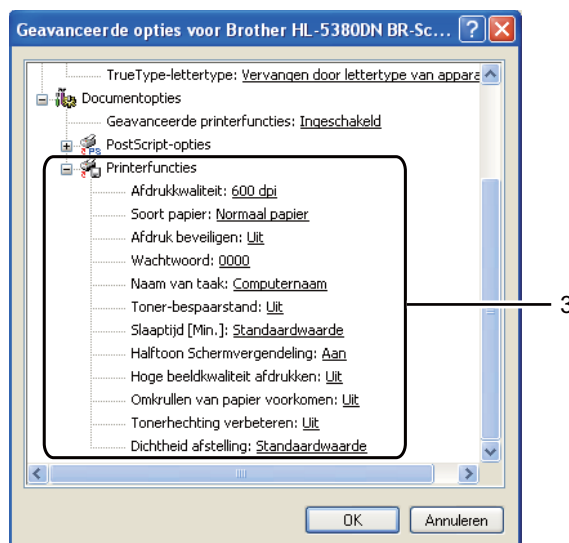 Geavanceerde opties voor Brother HL-5380DN BR-Sc...
TrueType-lettertype: Vervangen door lettertype van appara
Documentopties
Geavanceerde printerfuncties: Ingeschakeld
PostScript-opties
Printerfuncties
Afdrukkwaliteit: 600 dpi
Soort papier: Normaal papier
Afdruk beveiligen: Uit
Wachtwoord: 0000
Naam van taak: Computernaam
Toner-bespaarstand: Uit
Slaaptijd [Min.]: Standaardwaarde
Halftoon Schermvergendeling: Aan
Hoge beeldkwaliteit afdrukken: Uit
Omkrullen van papier voorkomen: Uit
Tonerhechting verbeteren: Uit
Dichtheid afstelling: Standaardwaarde
3
OK
Annuleren